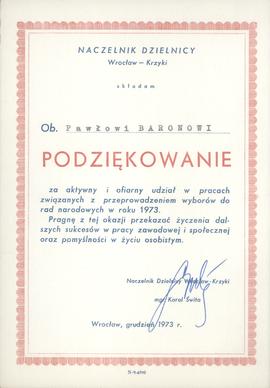 NACZELNIK DZIELNICY
Wrocław – Krzyki
składam
Ob. Pawłowi BARONOWI
PODZIĘKOWANIE
za aktywny i ofiarny udział w pracach
związanych z przeprowadzeniem wyborów do
rad narodowych w roku 1973.
Pragnę z tej okazji przekazać życzenia dal-
szych sukcesów w pracy zawodowej i społecznej
oraz pomyślności w życiu osobistym.
Naczelnik Dzielnicy Wrocław-Krzyki
mgr Karol Świta
Wrocław, grudzień 1973 r.